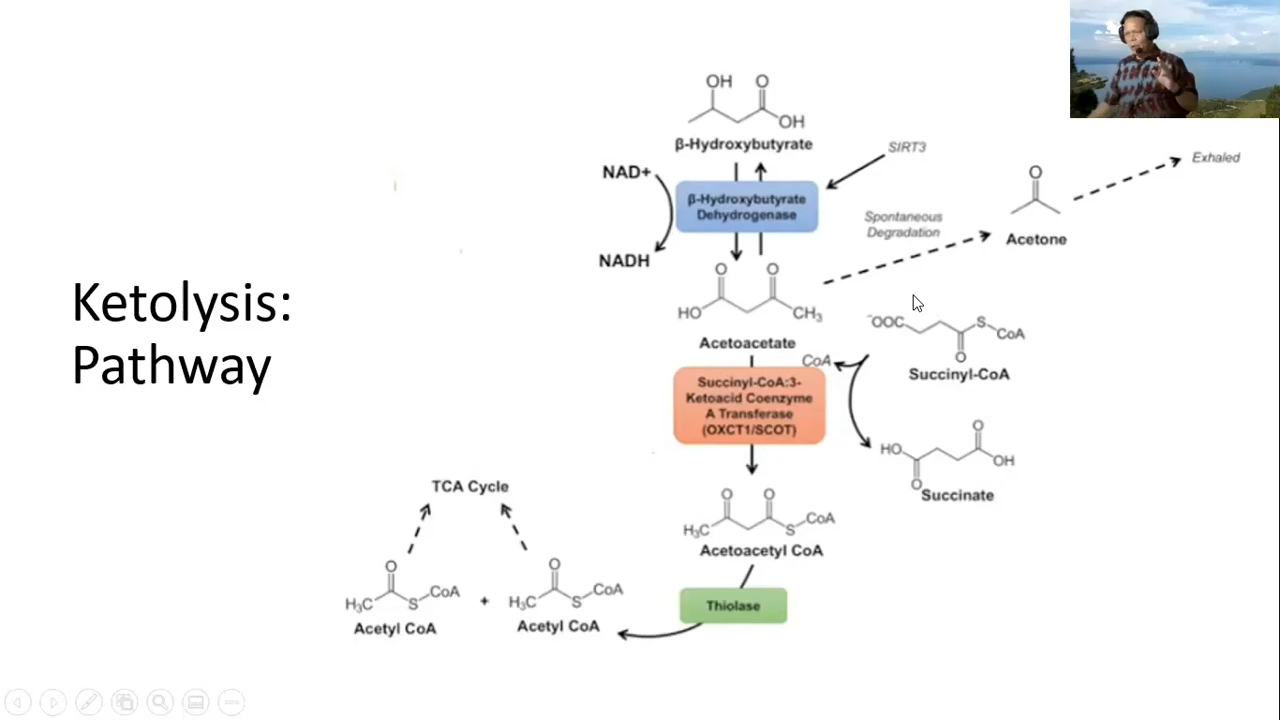 Ketolysis:
Pathway
OH
O
OH
β-Hydroxybutyrate
NAD+
SIRT3
β-Hydroxybutyrate
Dehydrogenase
NADH
Spontaneous
Degradation
O
Acetone
Exhaled
O
O
HO
CH3
Acetoacetate
CoA
-OOC
S
CoA
O
Succinyl-CoA
Succinyl-CoA:3-
Ketoacid Coenzyme
A Transferase
(OXCT1/SCOT)
O
HO
OH
O
Succinate
O
O
H3C
S
CoA
Acetoacetyl CoA
Thiolase
TCA Cycle
O
H3C
S
CoA
Acetyl CoA
+
O
H3C
S
CoA
Acetyl CoA